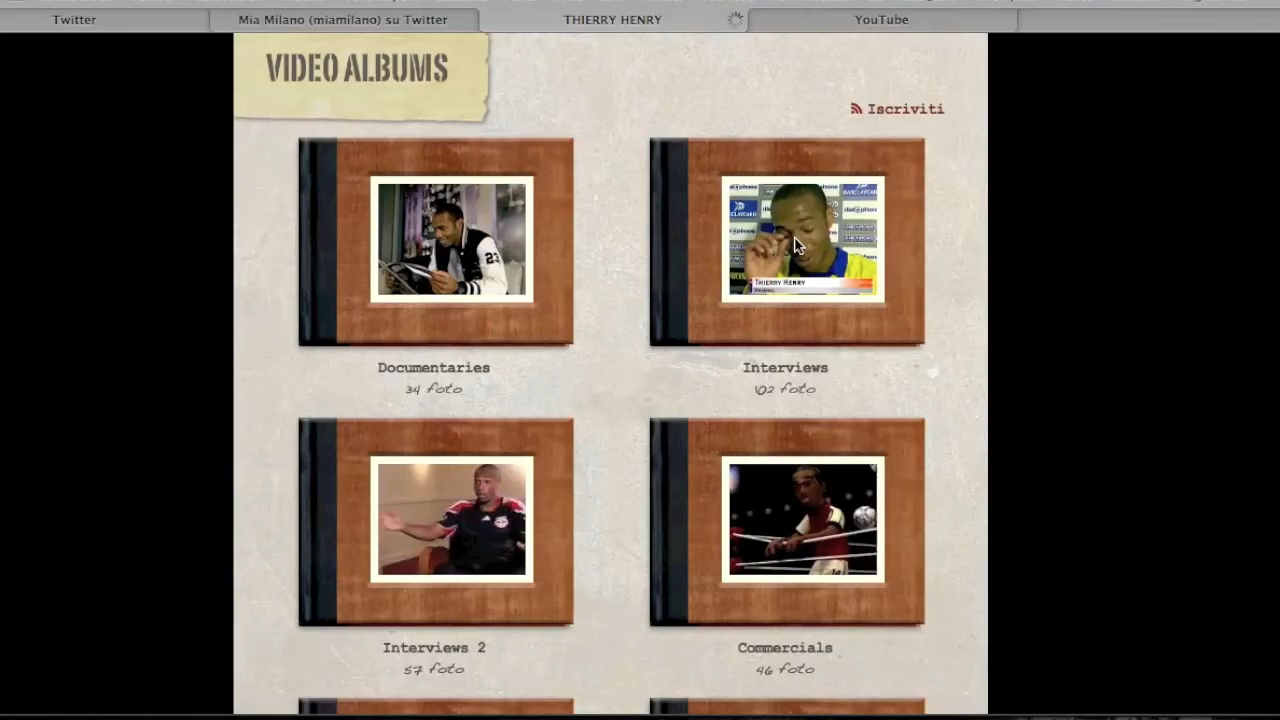 Twitter
Mia Milano (miamilano) su Twitter
THIERRY HENRY
YouTube
VIDEO ALBUMS
Iscriviti
THIERRY HENRY
Documentaries
34 foto
Interviews
102 foto
23
Interviews 2
57 foto
Commercials
46 foto